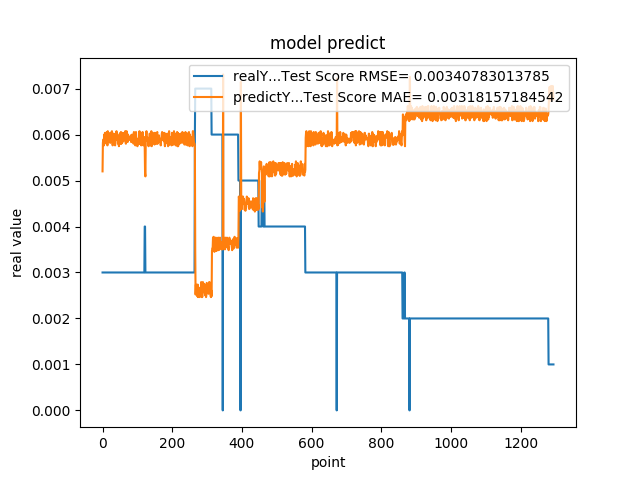 model predict
realY...Test Score RMSE= 0.00340783013785
predictY...Test Score MAE= 0.00318157184542
0.007
0.006
0.005
0.004
0.003
0.002
0.001
0.000
real value
0 200 400 600 800 1000 1200
point